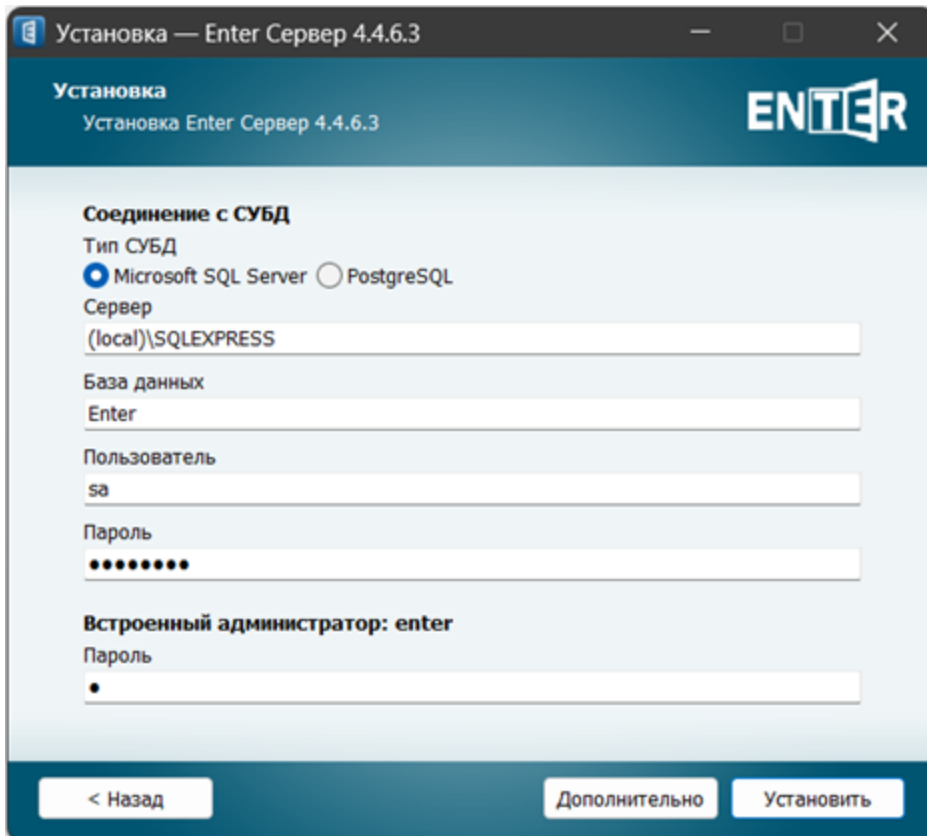 Установка — Enter Сервер 4.4.6.3
Установка
Установка Enter Сервер 4.4.6.3
ENTER
Соединение с СУБД
Тип СУБД
Microsoft SQL Server PostgreSQL
Сервер
(local)\SQLEXPRESS
База данных
Enter
Пользователь
sa
Пароль
••••••••
Встроенный администратор: enter
Пароль
•
< Назад Дополнительно Установить